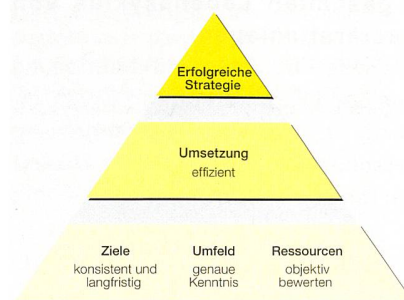 Erfolgreiche
Strategie
Umsetzung
effizient
Ziele
konsistent und
langfristig
Umfeld
genaue
Kenntnis
Ressourcen
objektiv
bewerten